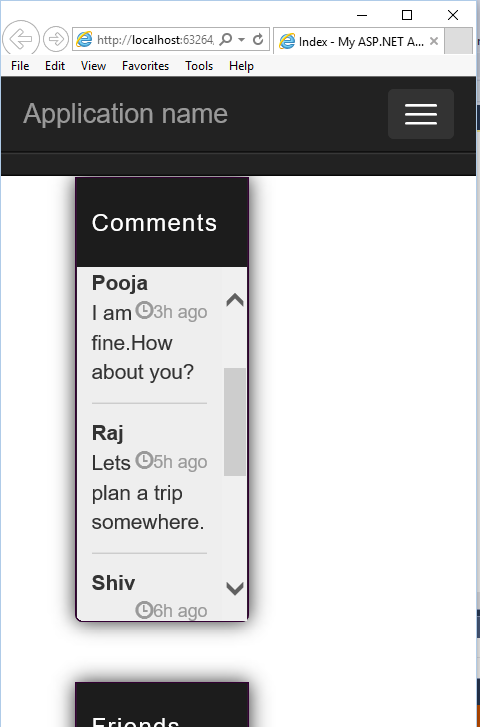 http://localhost:63264,
Index - My ASP.NET A...
File Edit View Favorites Tools Help
Application name
Comments
Pooja
I am 3h ago
fine.How
about you?
Raj
Lets 5h ago
plan a trip
somewhere.
Shiv
6h ago
Friends